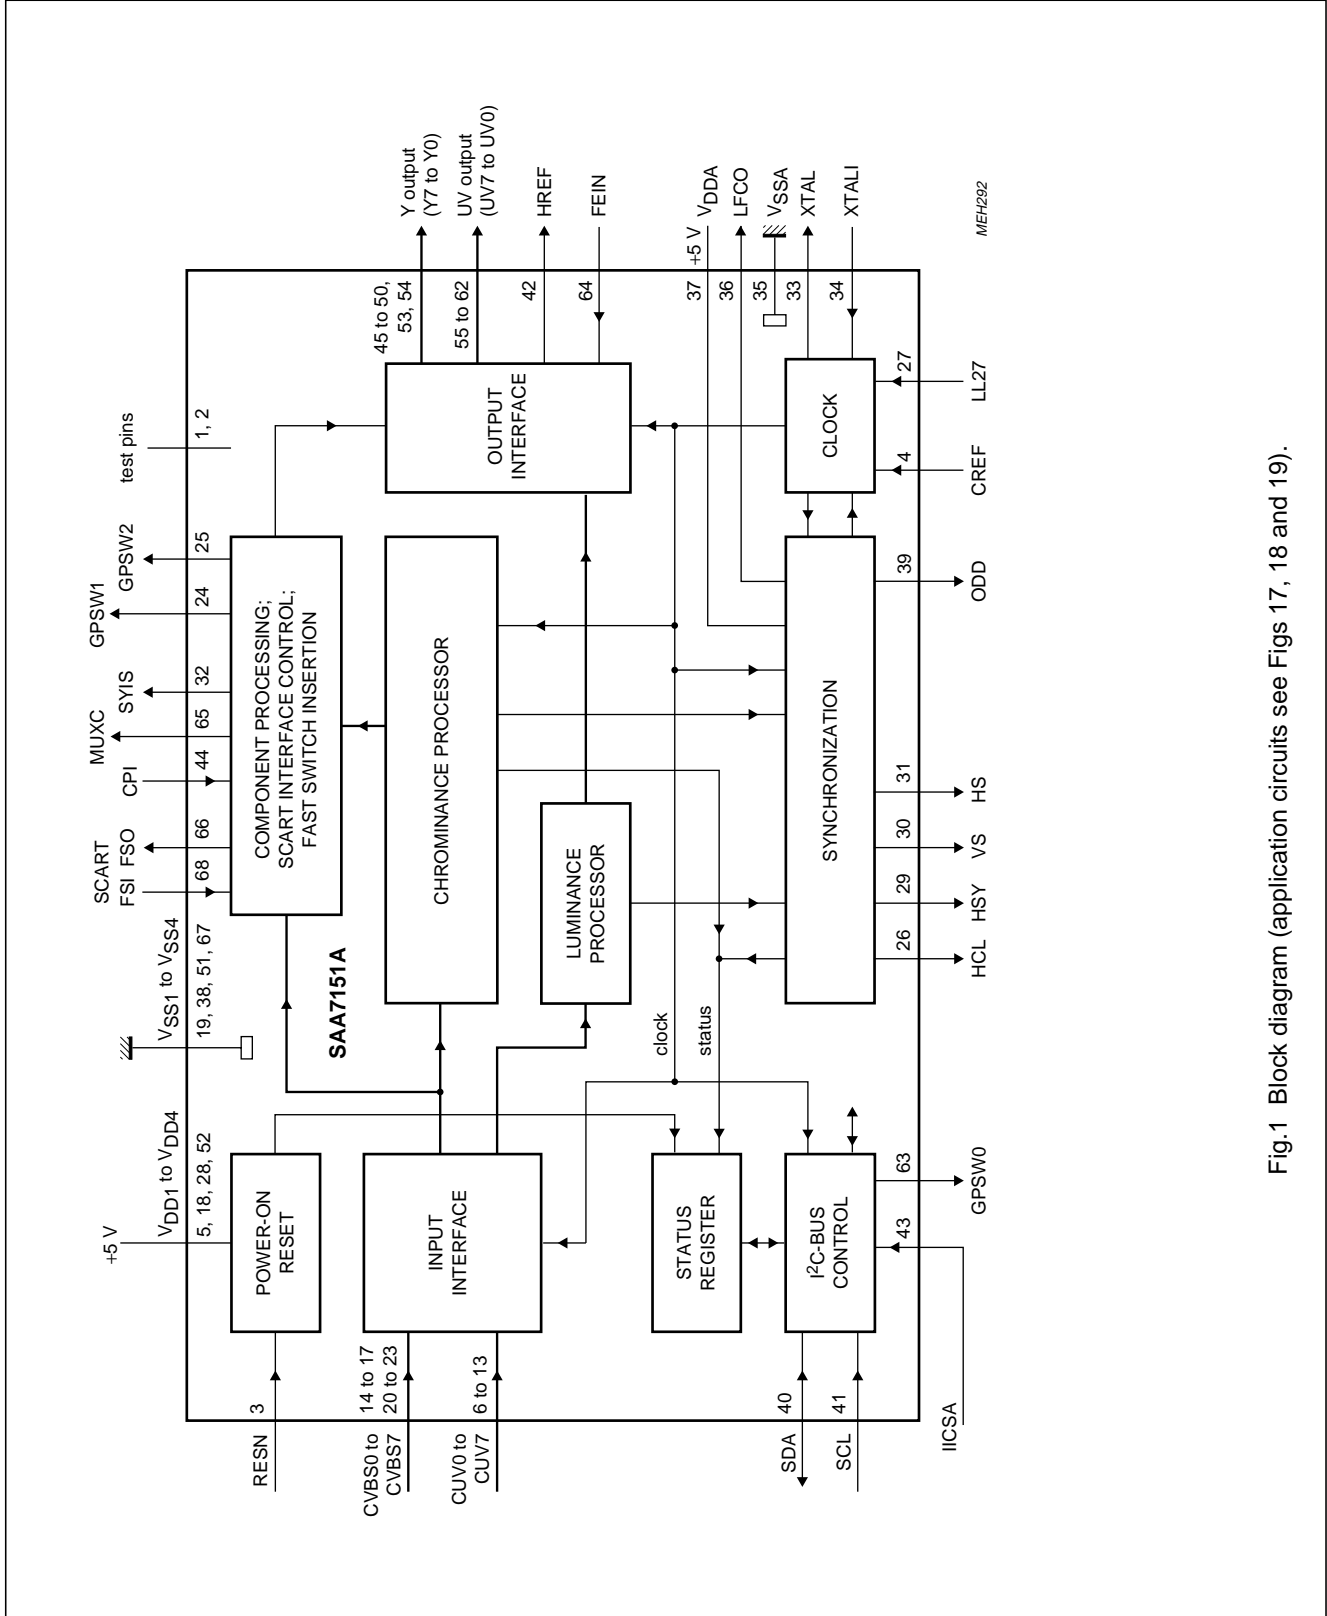 +5 V
VDD1 to VDD4
5, 18, 28, 52
VSS1 to VSS4
19, 38, 51, 67
SCART
FSI FSO
68
66
CPI
44
MUXC
65
SYIS
32
GPSW1
24
GPSW2
25
test pins
1, 2
RESN
3
POWER-ON
RESET
SAA7151A
COMPONENT PROCESSING;
SCART INTERFACE CONTROL;
FAST SWITCH INSERTION
CVBS0 to
CVBS7
14 to 17
20 to 23
CUV0 to
CUV7
6 to 13
INPUT
INTERFACE
CHROMINANCE PROCESSOR
LUMINANCE
PROCESSOR
OUTPUT
INTERFACE
45 to 50,
53, 54
Y output
(Y7 to Y0)
55 to 62
UV output
(UV7 to UV0)
42
HREF
64
FEIN
clock
status
STATUS
REGISTER
+5 V
37
VDDA
36
LFCO
35
VSSA
33
XTAL
34
XTALI
SDA
40
SCL
41
I2C-BUS
CONTROL
SYNCHRONIZATION
CLOCK
IICSA
43
63
GPSW0
26
HCL
29
HSY
30
VS
31
HS
39
ODD
4
CREF
27
LL27
MEH292
Fig.1 Block diagram (application circuits see Figs 17, 18 and 19).